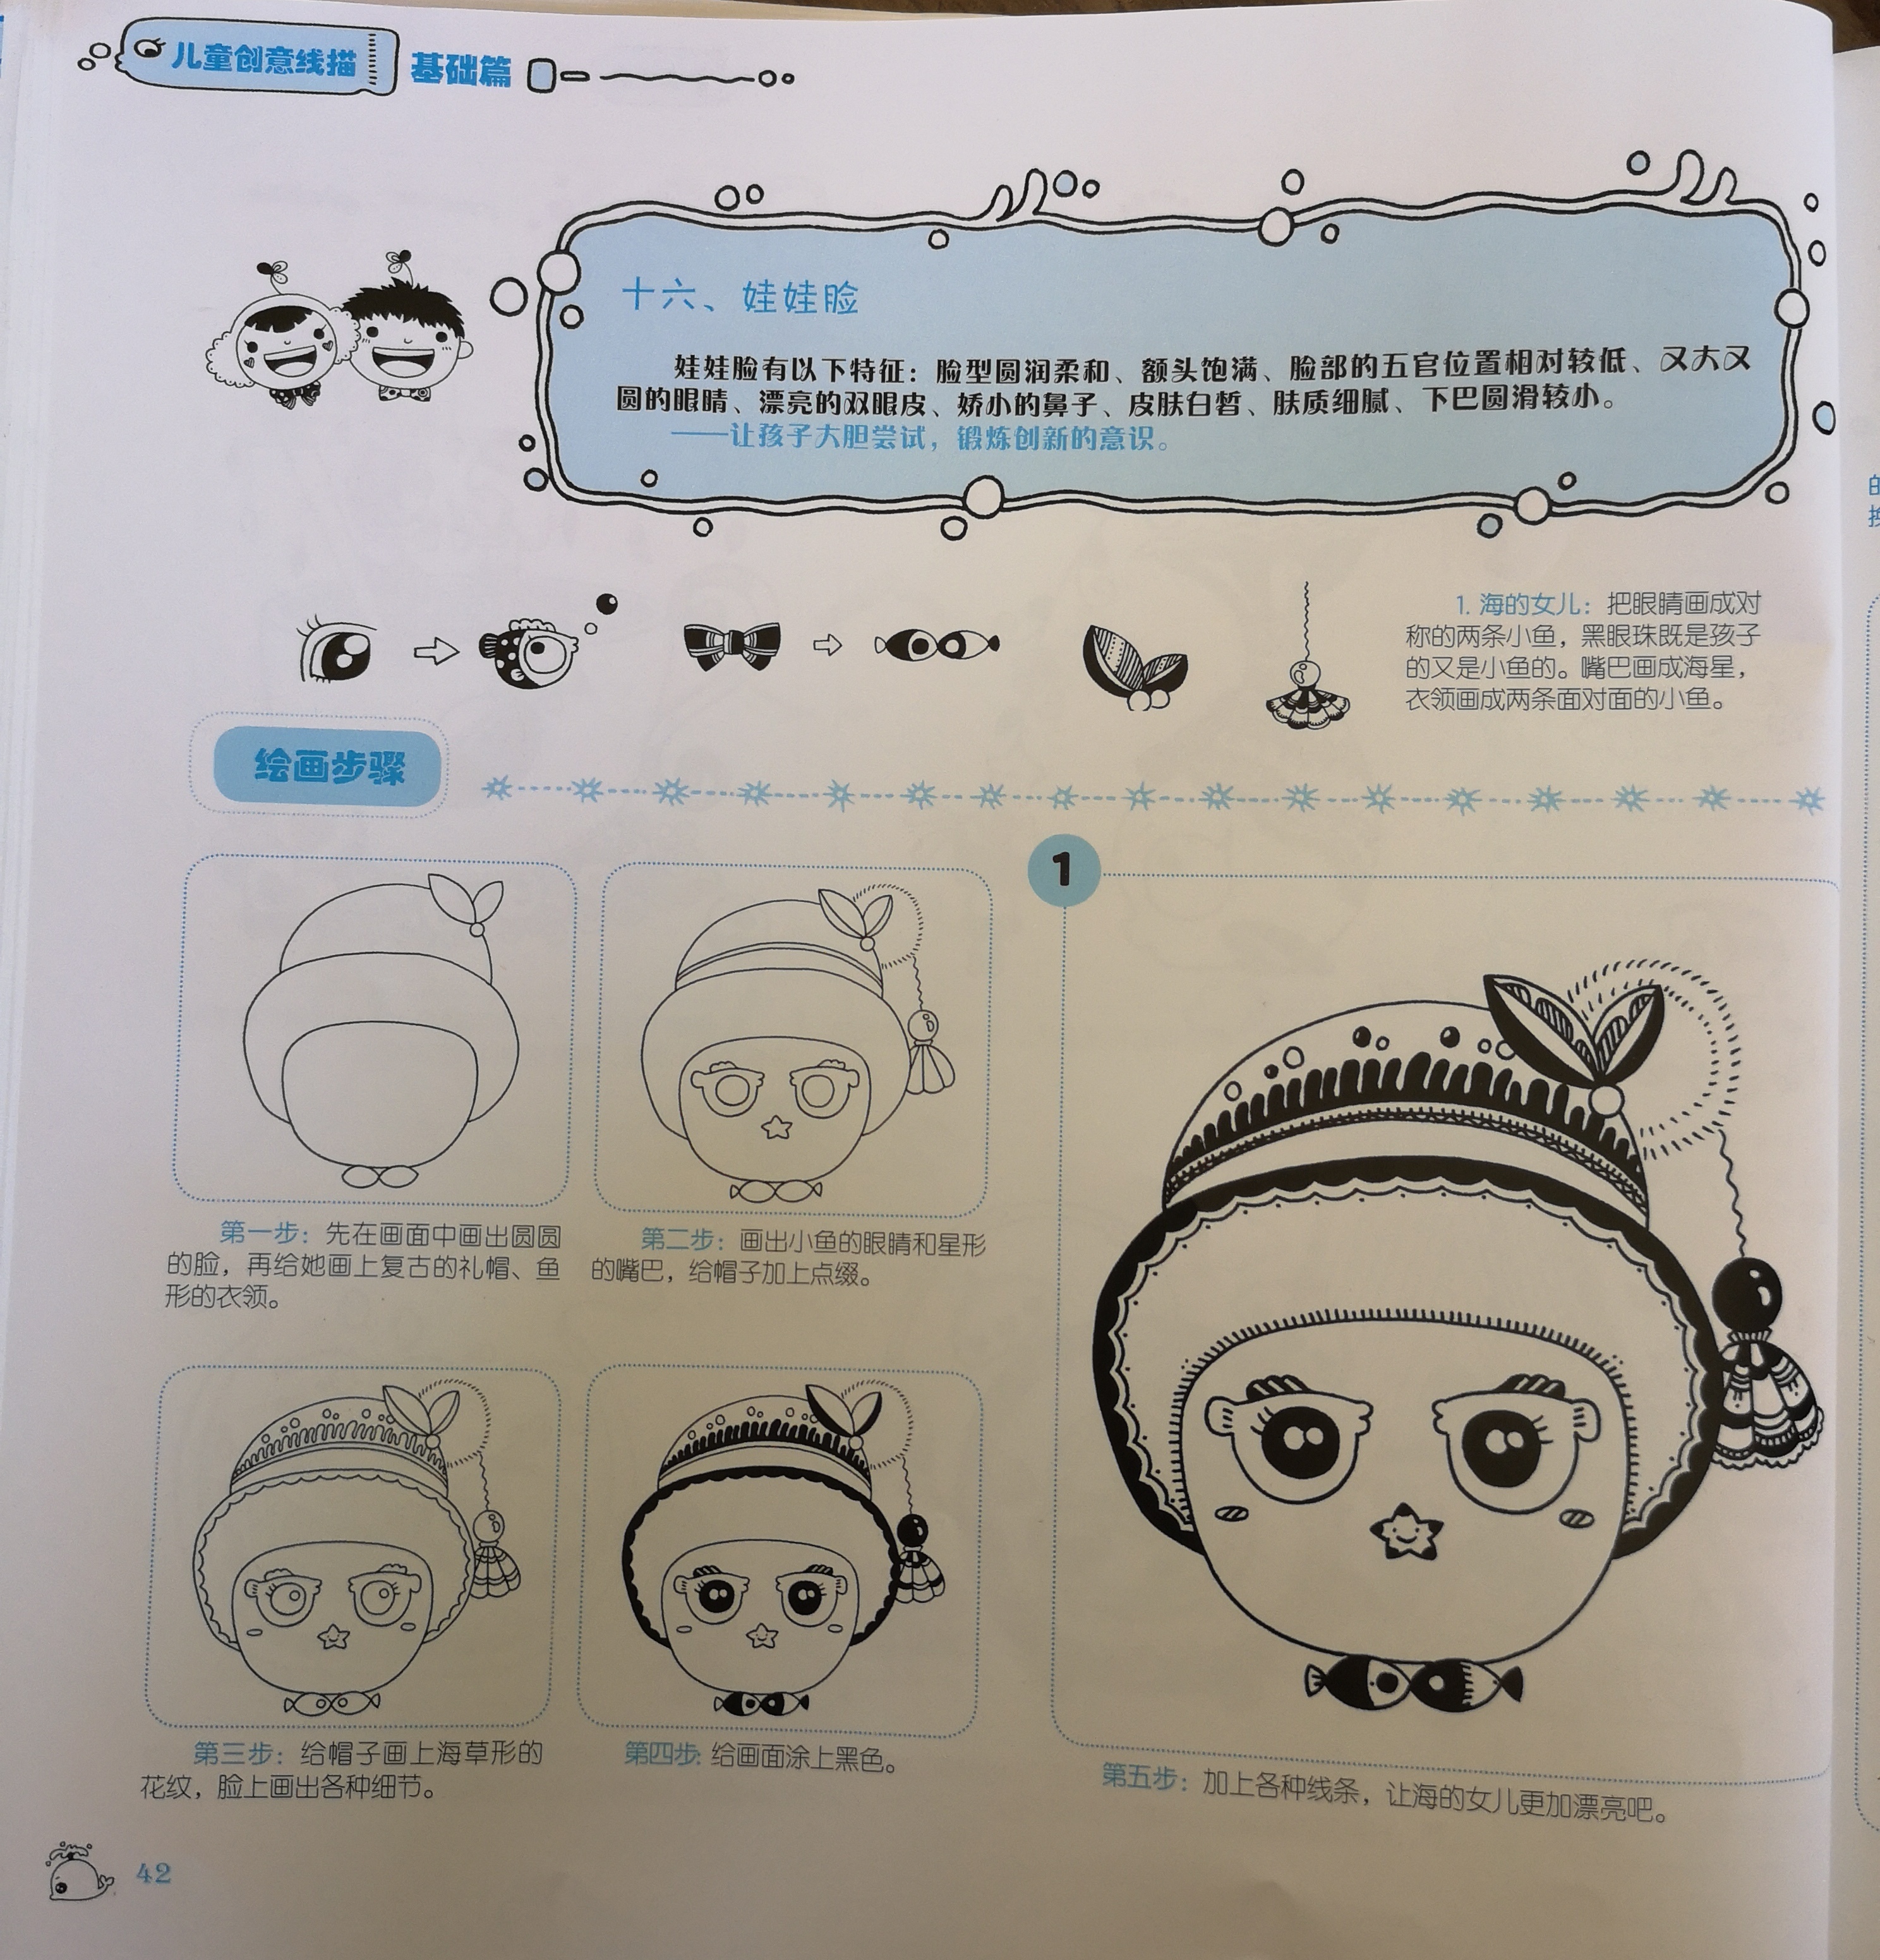 儿童创意线描 基础篇
十六、娃娃脸
娃娃脸有以下特征：脸型圆润柔和、额头饱满、脸部的五官位置相对较低、又大又
圆的眼睛、漂亮的双眼皮、娇小的鼻子、皮肤白皙、肤质细腻、下巴圆滑较小。
——让孩子大胆尝试，锻炼创新的意识。
1. 海的女儿：把眼睛画成对
称的两条小鱼，黑眼珠既是孩子
的又是小鱼的。嘴巴画成海星，
衣领画成两条面对面的小鱼。
绘画步骤
第一步：先在画面中画出圆圆
的脸，再给她画上复古的礼帽、鱼
形的衣领。
第二步：画出小鱼的眼睛和星形
的嘴巴，给帽子加上点缀。
1
第三步：给帽子画上海草形的
花纹，脸上画出各种细节。
第四步: 给画面涂上黑色。
第五步：加上各种线条，让海的女儿更加漂亮吧。
42